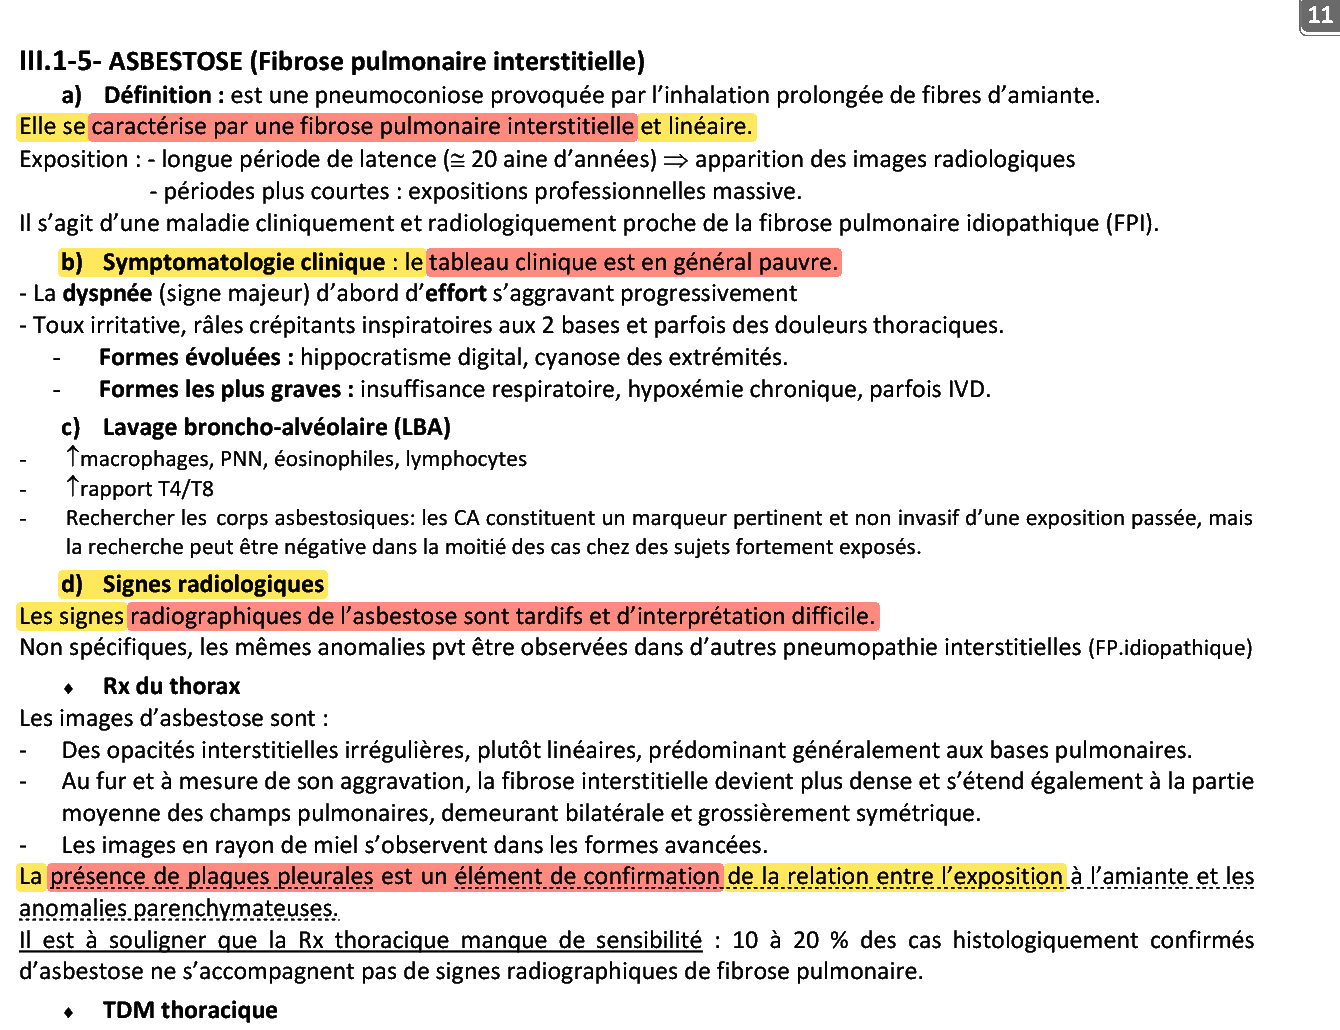 11
III.1-5- ASBESTOSE (Fibrose pulmonaire interstitielle)
a) Définition : est une pneumoconiose provoquée par l’inhalation prolongée de fibres d’amiante.
Elle se caractérise par une fibrose pulmonaire interstitielle et linéaire.
Exposition : - longue période de latence (≅ 20 aine d’années) ⇒ apparition des images radiologiques
- périodes plus courtes : expositions professionnelles massive.
Il s’agit d’une maladie cliniquement et radiologiquement proche de la fibrose pulmonaire idiopathique (FPI).
b) Symptomatologie clinique : le tableau clinique est en général pauvre.
- La dyspnée (signe majeur) d’abord d’effort s’aggravant progressivement
- Toux irritative, râles crépitants inspiratoires aux 2 bases et parfois des douleurs thoraciques.
- Formes évoluées : hippocratisme digital, cyanose des extrémités.
- Formes les plus graves : insuffisance respiratoire, hypoxémie chronique, parfois IVD.
c) Lavage broncho-alvéolaire (LBA)
- ↑macrophages, PNN, éosinophiles, lymphocytes
- ↑rapport T4/T8
- Rechercher les corps asbestosiques: les CA constituent un marqueur pertinent et non invasif d’une exposition passée, mais
la recherche peut être négative dans la moitié des cas chez des sujets fortement exposés.
d) Signes radiologiques
Les signes radiographiques de l’asbestose sont tardifs et d’interprétation difficile.
Non spécifiques, les mêmes anomalies pvt être observées dans d’autres pneumopathie interstitielles (FP.idiopathique)
♦ Rx du thorax
Les images d’asbestose sont :
- Des opacités interstitielles irrégulières, plutôt linéaires, prédominant généralement aux bases pulmonaires.
- Au fur et à mesure de son aggravation, la fibrose interstitielle devient plus dense et s’étend également à la partie
moyenne des champs pulmonaires, demeurant bilatérale et grossièrement symétrique.
- Les images en rayon de miel s’observent dans les formes avancées.
La présence de plaques pleurales est un élément de confirmation de la relation entre l’exposition à l’amiante et les
anomalies parenchymateuses.
Il est à souligner que la Rx thoracique manque de sensibilité : 10 à 20 % des cas histologiquement confirmés
d’asbestose ne s’accompagnent pas de signes radiographiques de fibrose pulmonaire.
♦ TDM thoracique